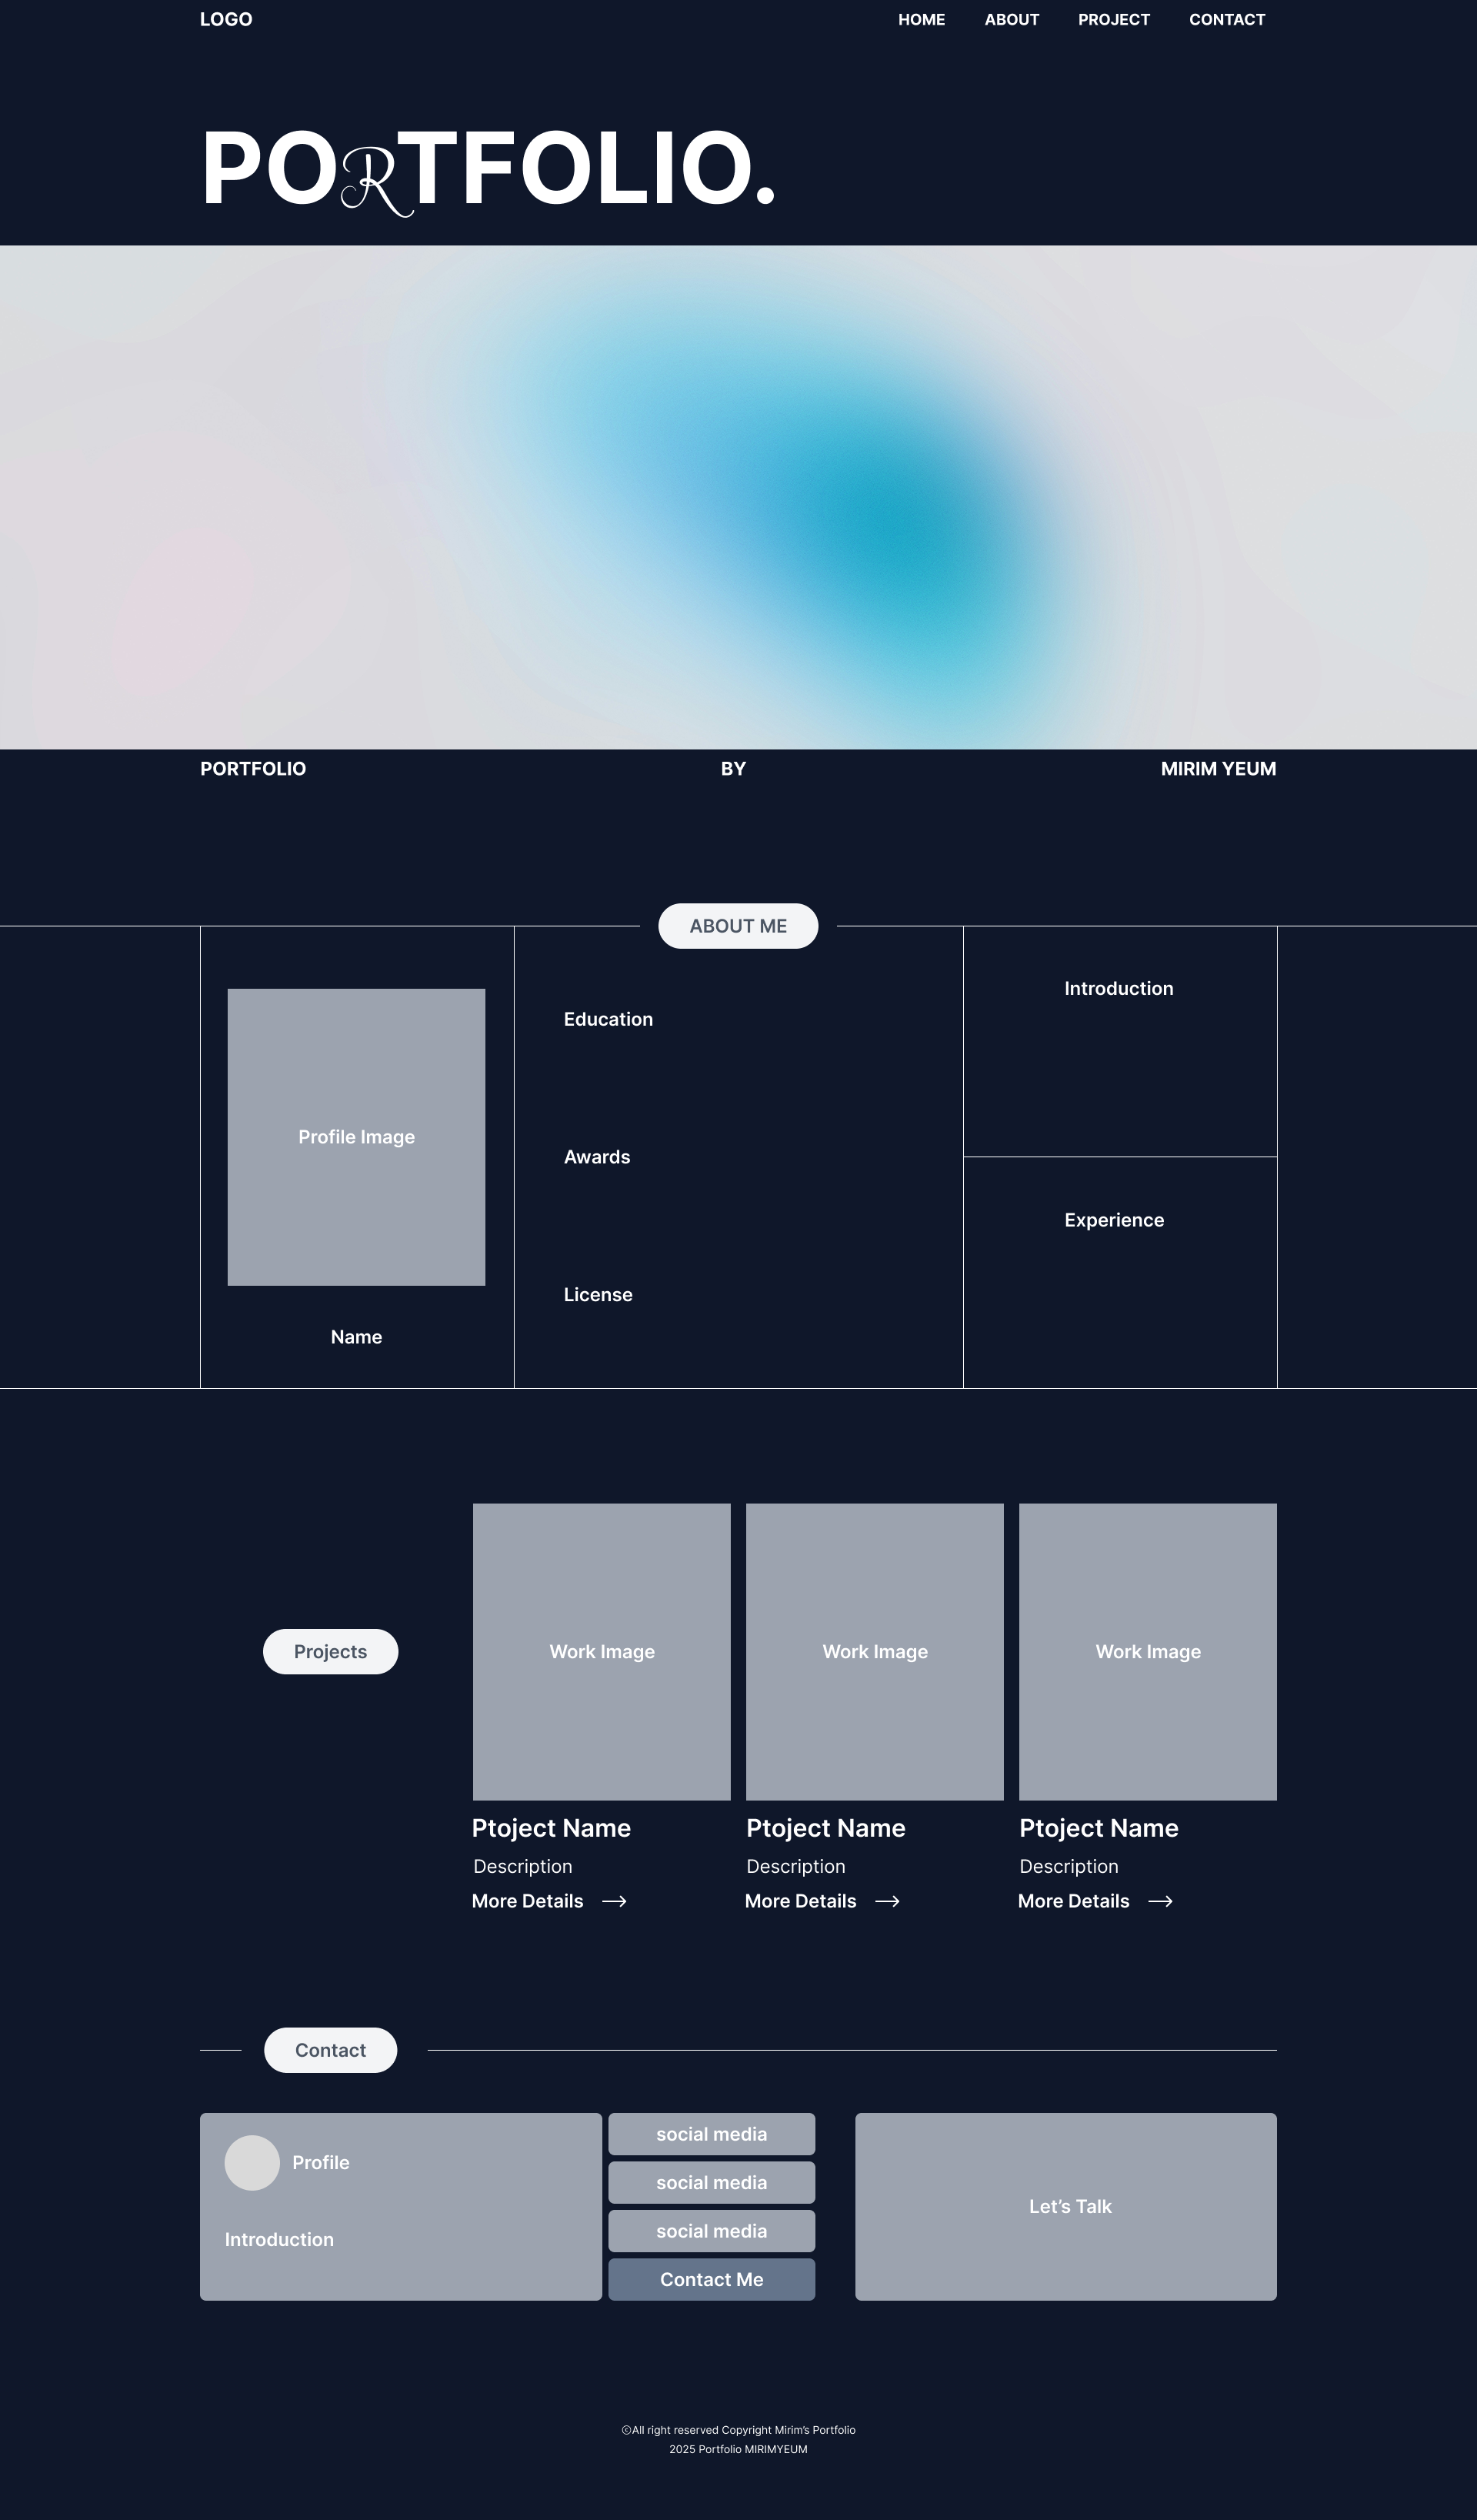 LOGO HOME ABOUT PROJECT CONTACT
PORTFOLIO.
PORTFOLIO BY MIRIM YEUM
ABOUT ME
Profile Image
Name
Education
Awards
License
Introduction
Experience
Projects
Work Image
Ptoject Name
Description
More Details
Work Image
Ptoject Name
Description
More Details
Work Image
Ptoject Name
Description
More Details
Contact
Profile
Introduction
social media
social media
social media
Contact Me
Let’s Talk
ⓒAll right reserved Copyright Mirim’s Portfolio
2025 Portfolio MIRIMYEUM